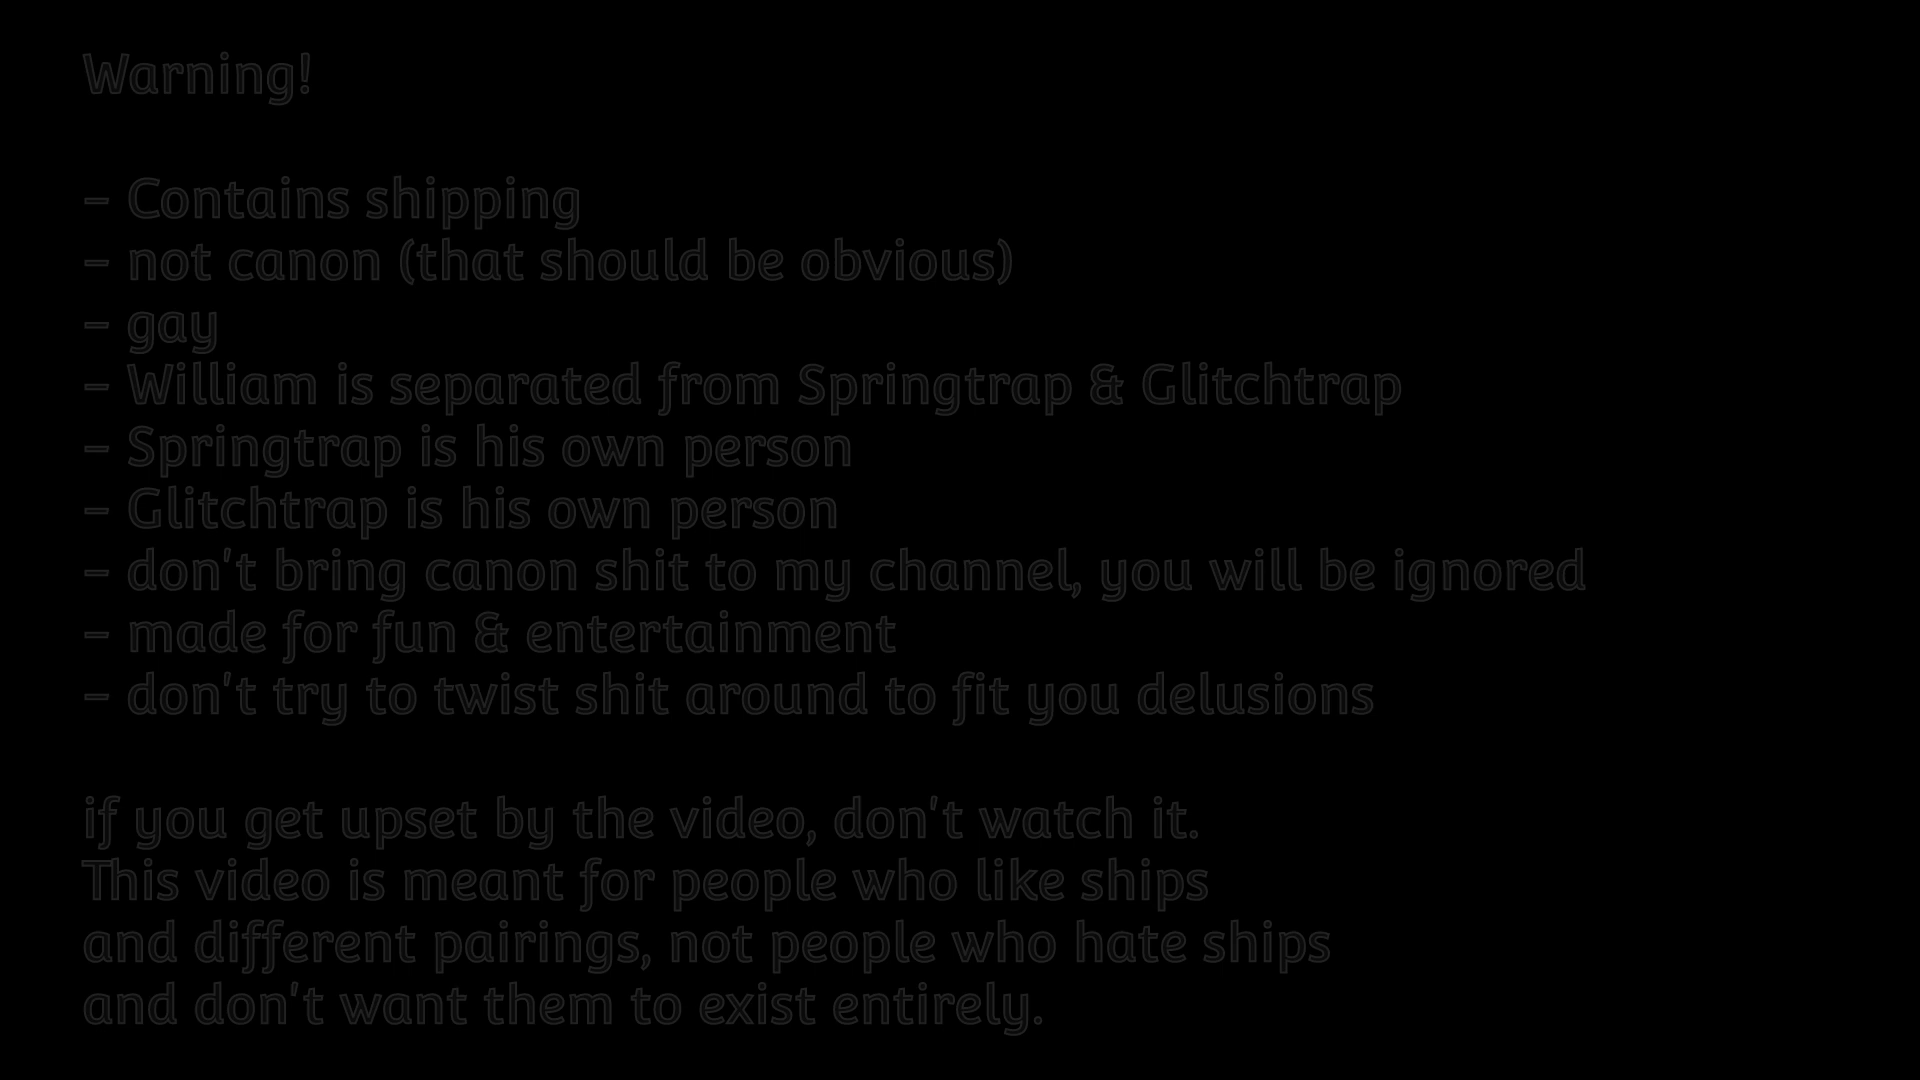 Warning!
- Contains shipping
- not canon (that should be obvious)
- gay
- William is separated from Springtrap & Glitchtrap
- Springtrap is his own person
- Glitchtrap is his own person
- don't bring canon shit to my channel, you will be ignored
- made for fun & entertainment
- don't try to twist shit around to fit you delusions
if you get upset by the video, don't watch it.
This video is meant for people who like ships
and different pairings, not people who hate ships
and don't want them to exist entirely.